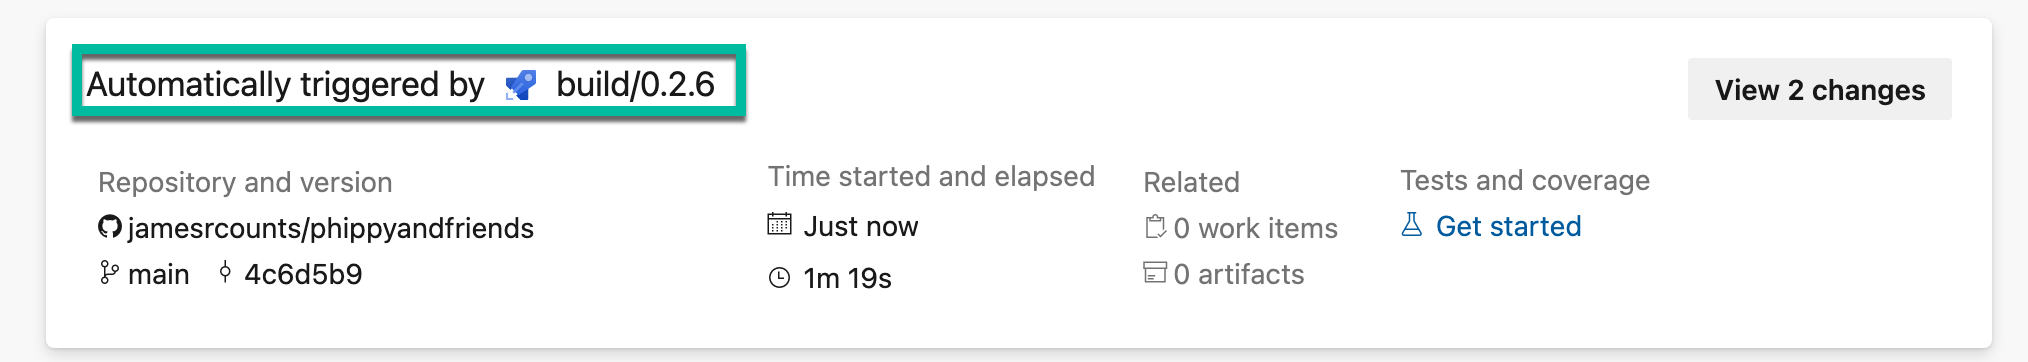 Automatically triggered by build/0.2.6
View 2 changes
Repository and version
jamesrcounts/phippyandfriends
main 4c6d5b9
Time started and elapsed
Just now
1m 19s
Related
0 work items
0 artifacts
Tests and coverage
Get started